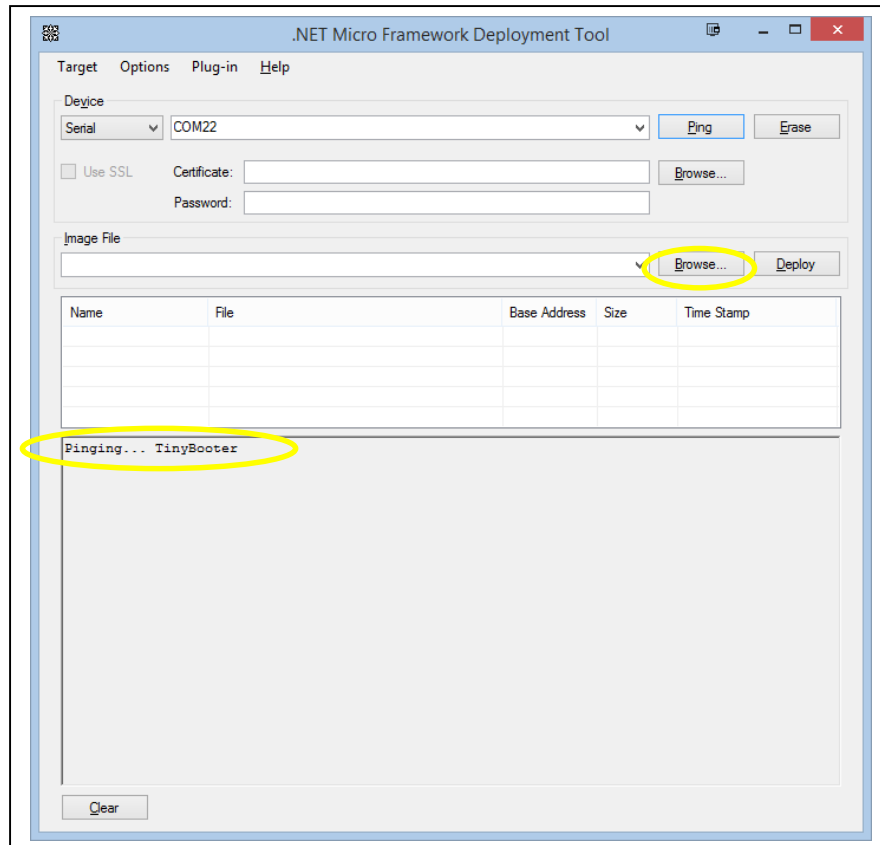 .NET Micro Framework Deployment Tool
Target Options Plug-in Help
Device
Serial COM22 Ping Erase
Use SSL Certificate: Browse...
Password:
Image File
Browse... Deploy
Name File Base Address Size Time Stamp
Pinging... TinyBooter
Clear